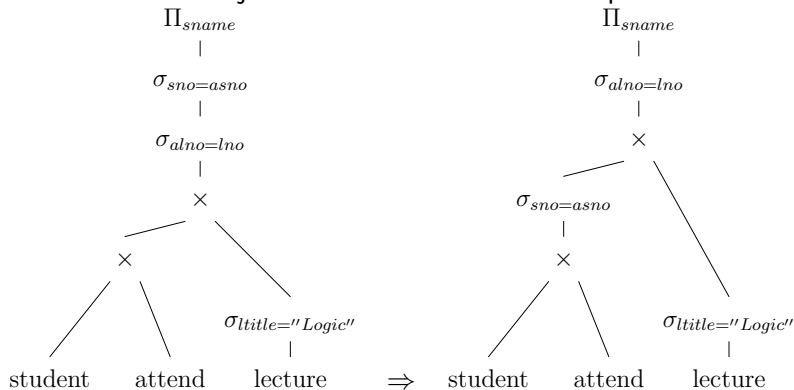 Π_sname Π_sname
σ_sno=asno σ_alno=lno
σ_alno=lno ×
× σ_sno=asno
× ×
σ_ltitle="Logic" σ_ltitle="Logic"
student attend lecture ⇒ student attend lecture